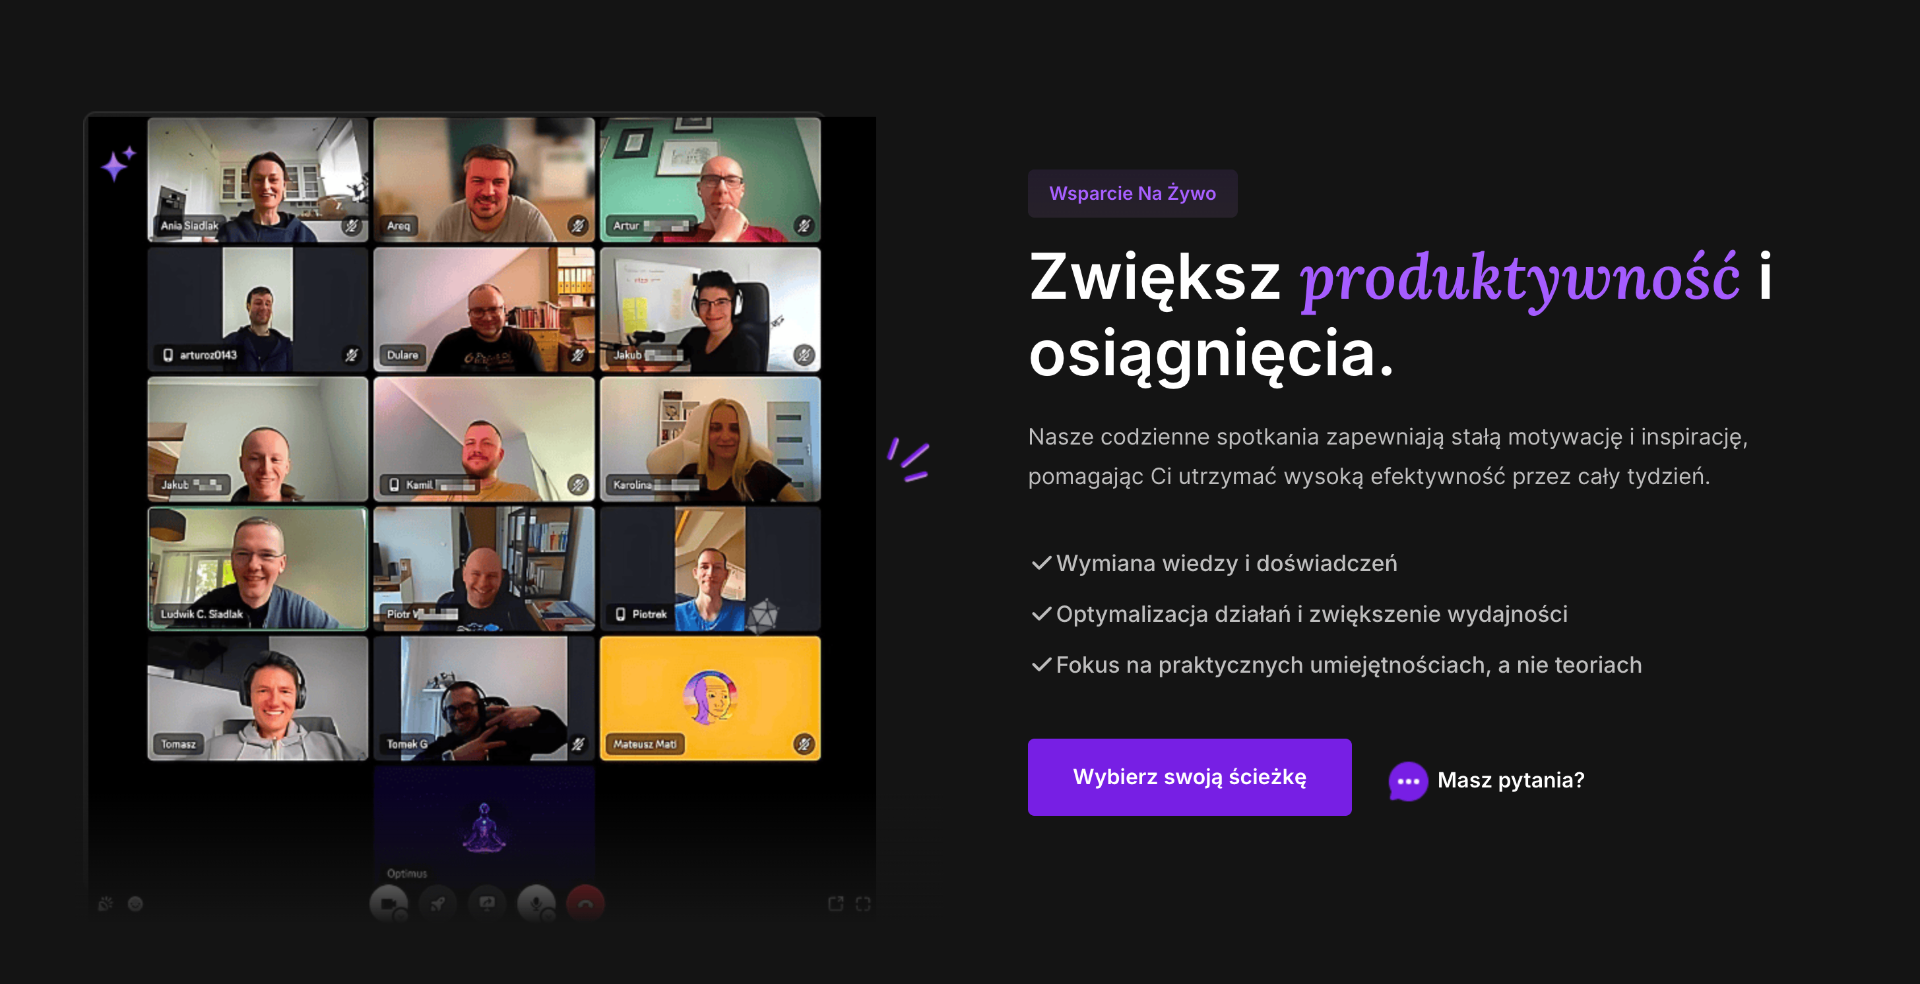 Ania Siadlak
Areq
Artur
arturoz0143
Dulare
Jakub
Jakub
Kamil
Karolina
Ludwik C. Siadlak
Piotr
Piotrek
Tomasz
Tomek G
Mateusz Mati
Optimus
Wsparcie Na Żywo
Zwiększ produktywność i
osiągnięcia.
Nasze codzienne spotkania zapewniają stałą motywację i inspirację,
pomagając Ci utrzymać wysoką efektywność przez cały tydzień.
Wymiana wiedzy i doświadczeń
Optymalizacja działań i zwiększenie wydajności
Fokus na praktycznych umiejętnościach, a nie teoriach
Wybierz swoją ścieżkę
Masz pytania?